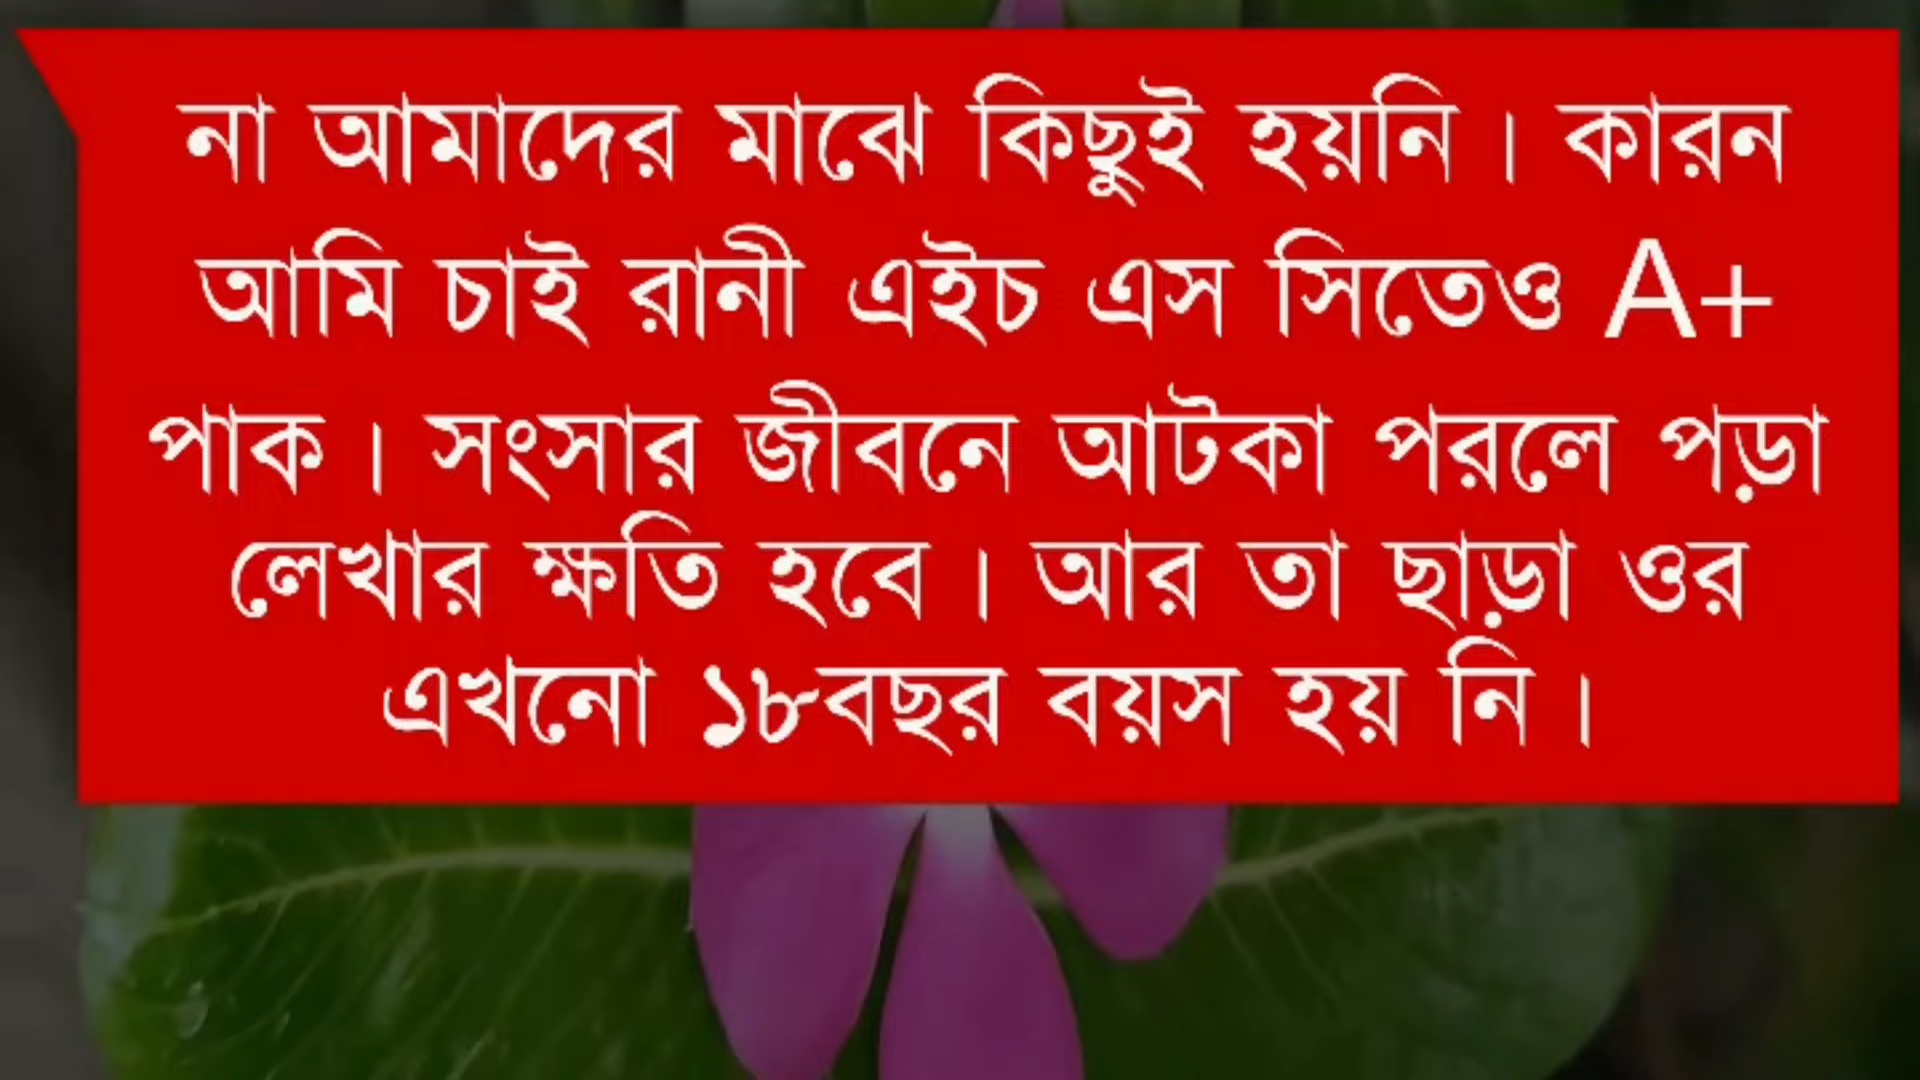 না আমাদের মাঝে কিছুই হয়নি। কারন
আমি চাই রানী এইচ এস সিতেও A+
পাক। সংসার জীবনে আটকা পরলে পড়া
লেখার ক্ষতি হবে। আর তা ছাড়া ওর
এখনো ১৮বছর বয়স হয় নি।